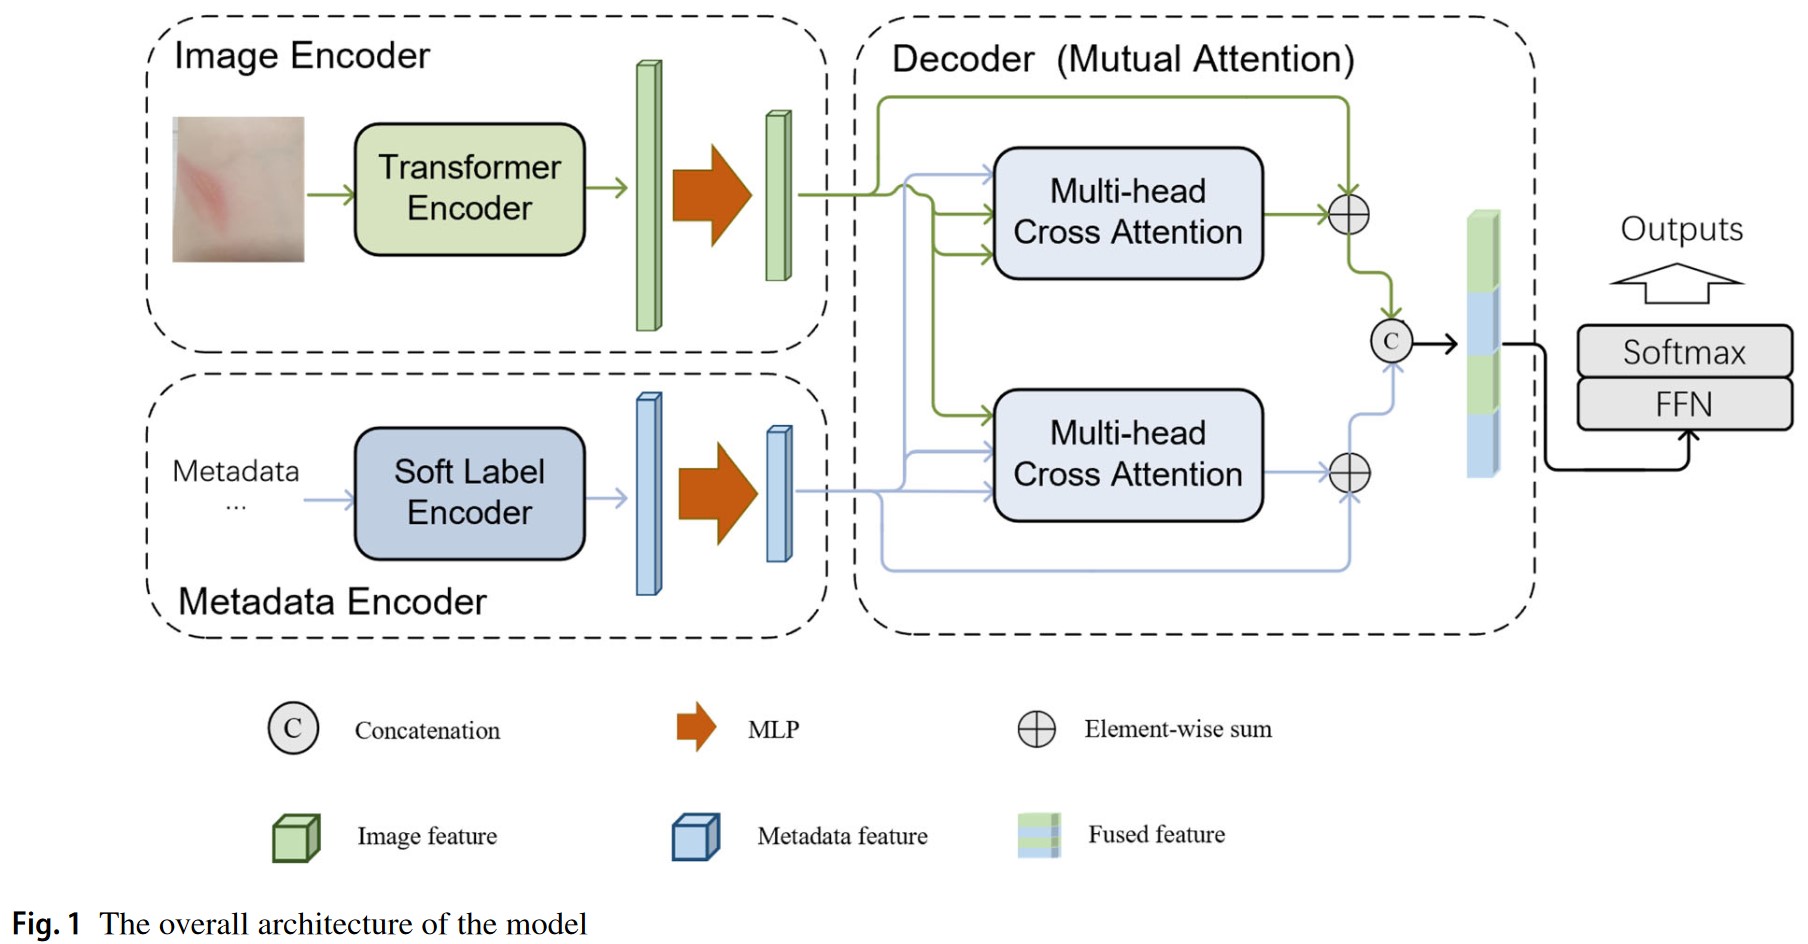 Image Encoder
Transformer
Encoder
Metadata
...
Soft Label
Encoder
Metadata Encoder
Decoder (Mutual Attention)
Multi-head
Cross Attention
Multi-head
Cross Attention
C
Outputs
Softmax
FFN
C
Concatenation
MLP
Element-wise sum
Image feature
Metadata feature
Fused feature
Fig. 1 The overall architecture of the model